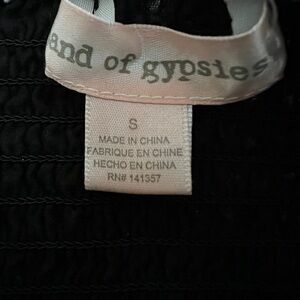 and of gypsies
S
MADE IN CHINA
FABRIQUE EN CHINE
HECHO EN CHINA
RN# 141357